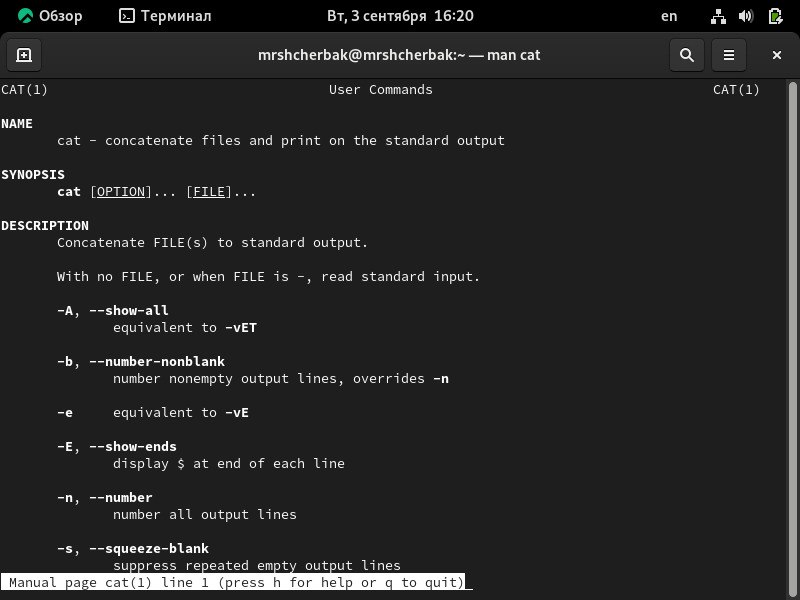 Обзор Терминал Вт, 3 сентября 16:20 en
mrshcherbak@mrshcherbak:~ — man cat
CAT(1) User Commands CAT(1)
NAME
cat - concatenate files and print on the standard output
SYNOPSIS
cat [OPTION]... [FILE]...
DESCRIPTION
Concatenate FILE(s) to standard output.
With no FILE, or when FILE is -, read standard input.
-A, --show-all
equivalent to -vET
-b, --number-nonblank
number nonempty output lines, overrides -n
-e equivalent to -vE
-E, --show-ends
display $ at end of each line
-n, --number
number all output lines
-s, --squeeze-blank
suppress repeated empty output lines
Manual page cat(1) line 1 (press h for help or q to quit)